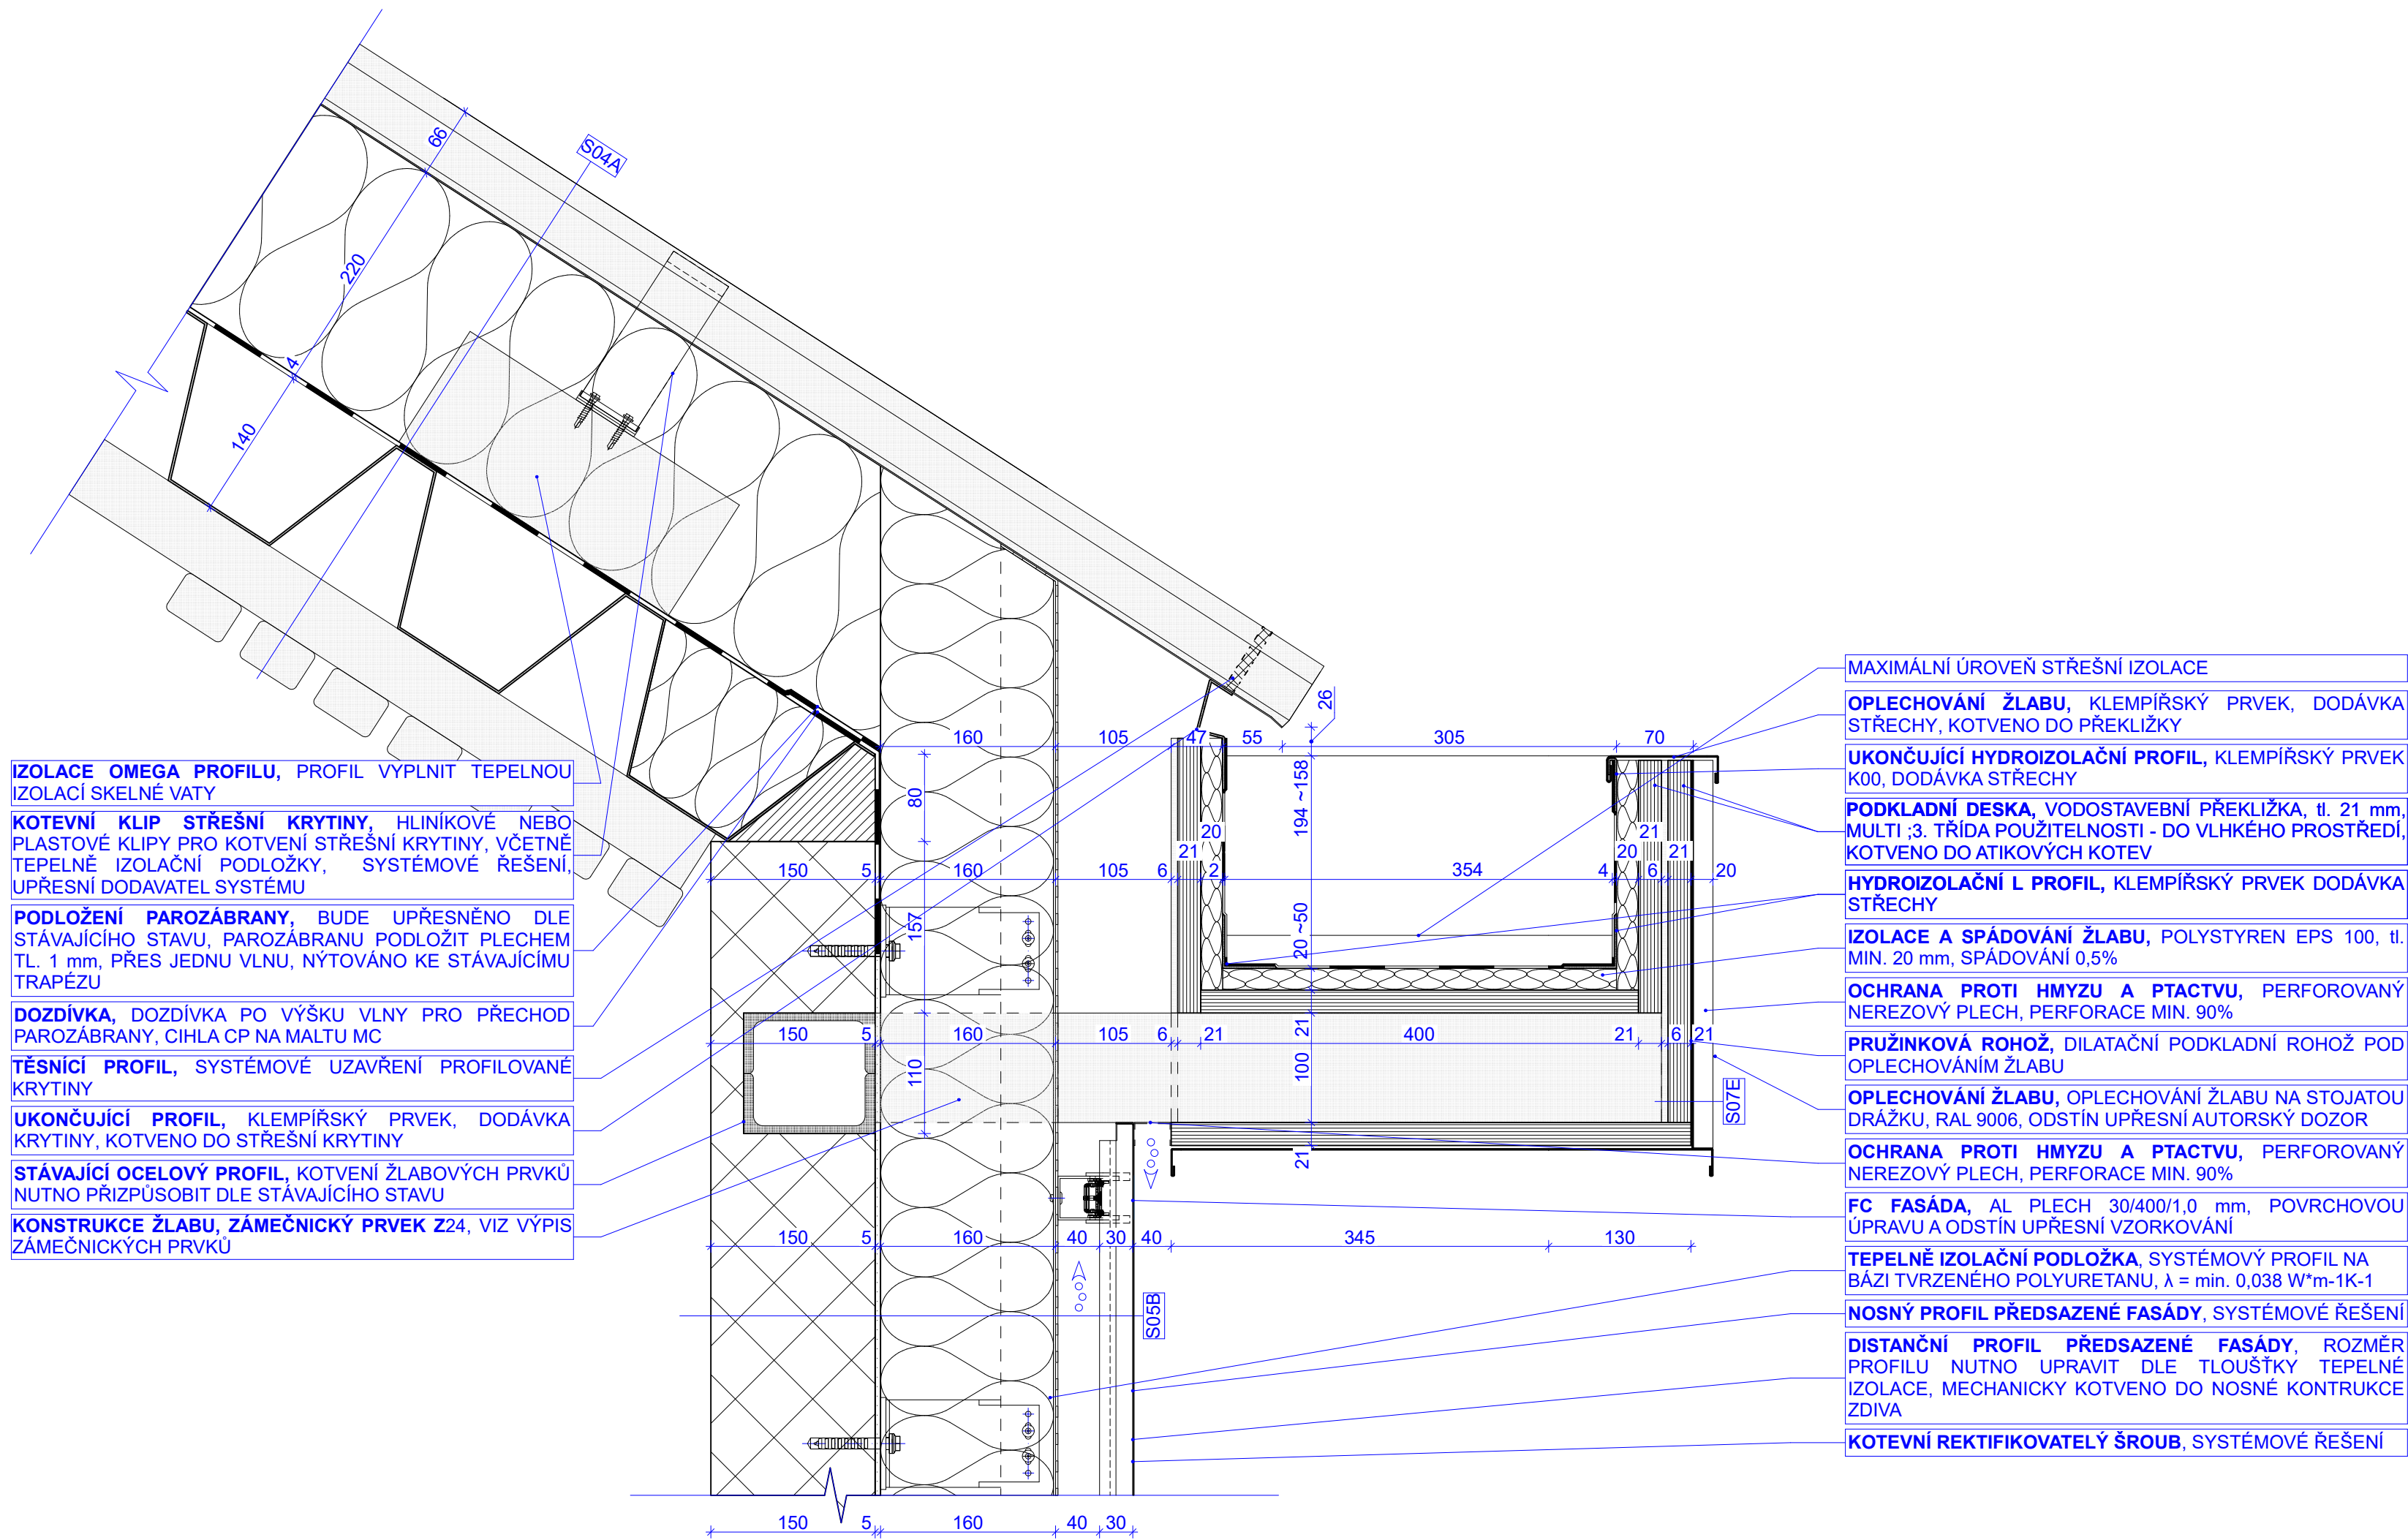 66
S04A
220
4
140
26
160
105
47
55
305
70
80
194 ~158
20
21
21
20
21
150
5
160
105
6
2
354
4
6
20
157
20 ~50
150
5
160
105
6
21
21
400
21
6
21
110
100
S07E
21
150
5
160
40
30
40
345
130
S05B
150
5
160
40
30
IZOLACE OMEGA PROFILU, PROFIL VYPLNIT TEPELNOU
IZOLACÍ SKELNÉ VATY
KOTEVNÍ KLIP STŘEŠNÍ KRYTINY, HLINÍKOVÉ NEBO
PLASTOVÉ KLIPY PRO KOTVENÍ STŘEŠNÍ KRYTINY, VČETNĚ
TEPELNĚ IZOLAČNÍ PODLOŽKY, SYSTÉMOVÉ ŘEŠENÍ,
UPŘESNÍ DODAVATEL SYSTÉMU
PODLOŽENÍ PAROZÁBRANY, BUDE UPŘESNĚNO DLE
STÁVAJÍCÍHO STAVU, PAROZÁBRANU PODLOŽIT PLECHEM
TL. 1 mm, PŘES JEDNU VLNU, NÝTOVÁNO KE STÁVAJÍCÍMU
TRAPÉZU
DOZDÍVKA, DOZDÍVKA PO VÝŠKU VLNY PRO PŘECHOD
PAROZÁBRANY, CIHLA CP NA MALTU MC
TĚSNÍCÍ PROFIL, SYSTÉMOVÉ UZAVŘENÍ PROFILOVANÉ
KRYTINY
UKONČUJÍCÍ PROFIL, KLEMPÍŘSKÝ PRVEK, DODÁVKA
KRYTINY, KOTVENO DO STŘEŠNÍ KRYTINY
STÁVAJÍCÍ OCELOVÝ PROFIL, KOTVENÍ ŽLABOVÝCH PRVKŮ
NUTNO PŘIZPŮSOBIT DLE STÁVAJÍCÍHO STAVU
KONSTRUKCE ŽLABU, ZÁMEČNICKÝ PRVEK Z24, VIZ VÝPIS
ZÁMEČNICKÝCH PRVKŮ
MAXIMÁLNÍ ÚROVEŇ STŘEŠNÍ IZOLACE
OPLECHOVÁNÍ ŽLABU, KLEMPÍŘSKÝ PRVEK, DODÁVKA
STŘECHY, KOTVENO DO PŘEKLIŽKY
UKONČUJÍCÍ HYDROIZOLAČNÍ PROFIL, KLEMPÍŘSKÝ PRVEK
K00, DODÁVKA STŘECHY
PODKLADNÍ DESKA, VODOSTAVEBNÍ PŘEKLIŽKA, tl. 21 mm,
MULTI ;3. TŘÍDA POUŽITELNOSTI - DO VLHKÉHO PROSTŘEDÍ,
KOTVENO DO ATIKOVÝCH KOTEV
HYDROIZOLAČNÍ L PROFIL, KLEMPÍŘSKÝ PRVEK DODÁVKA
STŘECHY
IZOLACE A SPÁDOVÁNÍ ŽLABU, POLYSTYREN EPS 100, tl.
MIN. 20 mm, SPÁDOVÁNÍ 0,5%
OCHRANA PROTI HMYZU A PTACTVU, PERFOROVANÝ
NEREZOVÝ PLECH, PERFORACE MIN. 90%
PRUŽINKOVÁ ROHOŽ, DILATAČNÍ PODKLADNÍ ROHOŽ POD
OPLECHOVÁNÍM ŽLABU
OPLECHOVÁNÍ ŽLABU, OPLECHOVÁNÍ ŽLABU NA STOJATOU
DRÁŽKU, RAL 9006, ODSTÍN UPŘESNÍ AUTORSKÝ DOZOR
OCHRANA PROTI HMYZU A PTACTVU, PERFOROVANÝ
NEREZOVÝ PLECH, PERFORACE MIN. 90%
FC FASÁDA, AL PLECH 30/400/1,0 mm, POVRCHOVOU
ÚPRAVU A ODSTÍN UPŘESNÍ VZORKOVÁNÍ
TEPELNĚ IZOLAČNÍ PODLOŽKA, SYSTÉMOVÝ PROFIL NA
BÁZI TVRZENÉHO POLYURETANU, λ = min. 0,038 W*m-1K-1
NOSNÝ PROFIL PŘEDSAZENÉ FASÁDY, SYSTÉMOVÉ ŘEŠENÍ
DISTANČNÍ PROFIL PŘEDSAZENÉ FASÁDY, ROZMĚR
PROFILU NUTNO UPRAVIT DLE TLOUŠŤKY TEPELNÉ
IZOLACE, MECHANICKY KOTVENO DO NOSNÉ KONTRUKCE
ZDIVA
KOTEVNÍ REKTIFIKOVATELÝ ŠROUB, SYSTÉMOVÉ ŘEŠENÍ